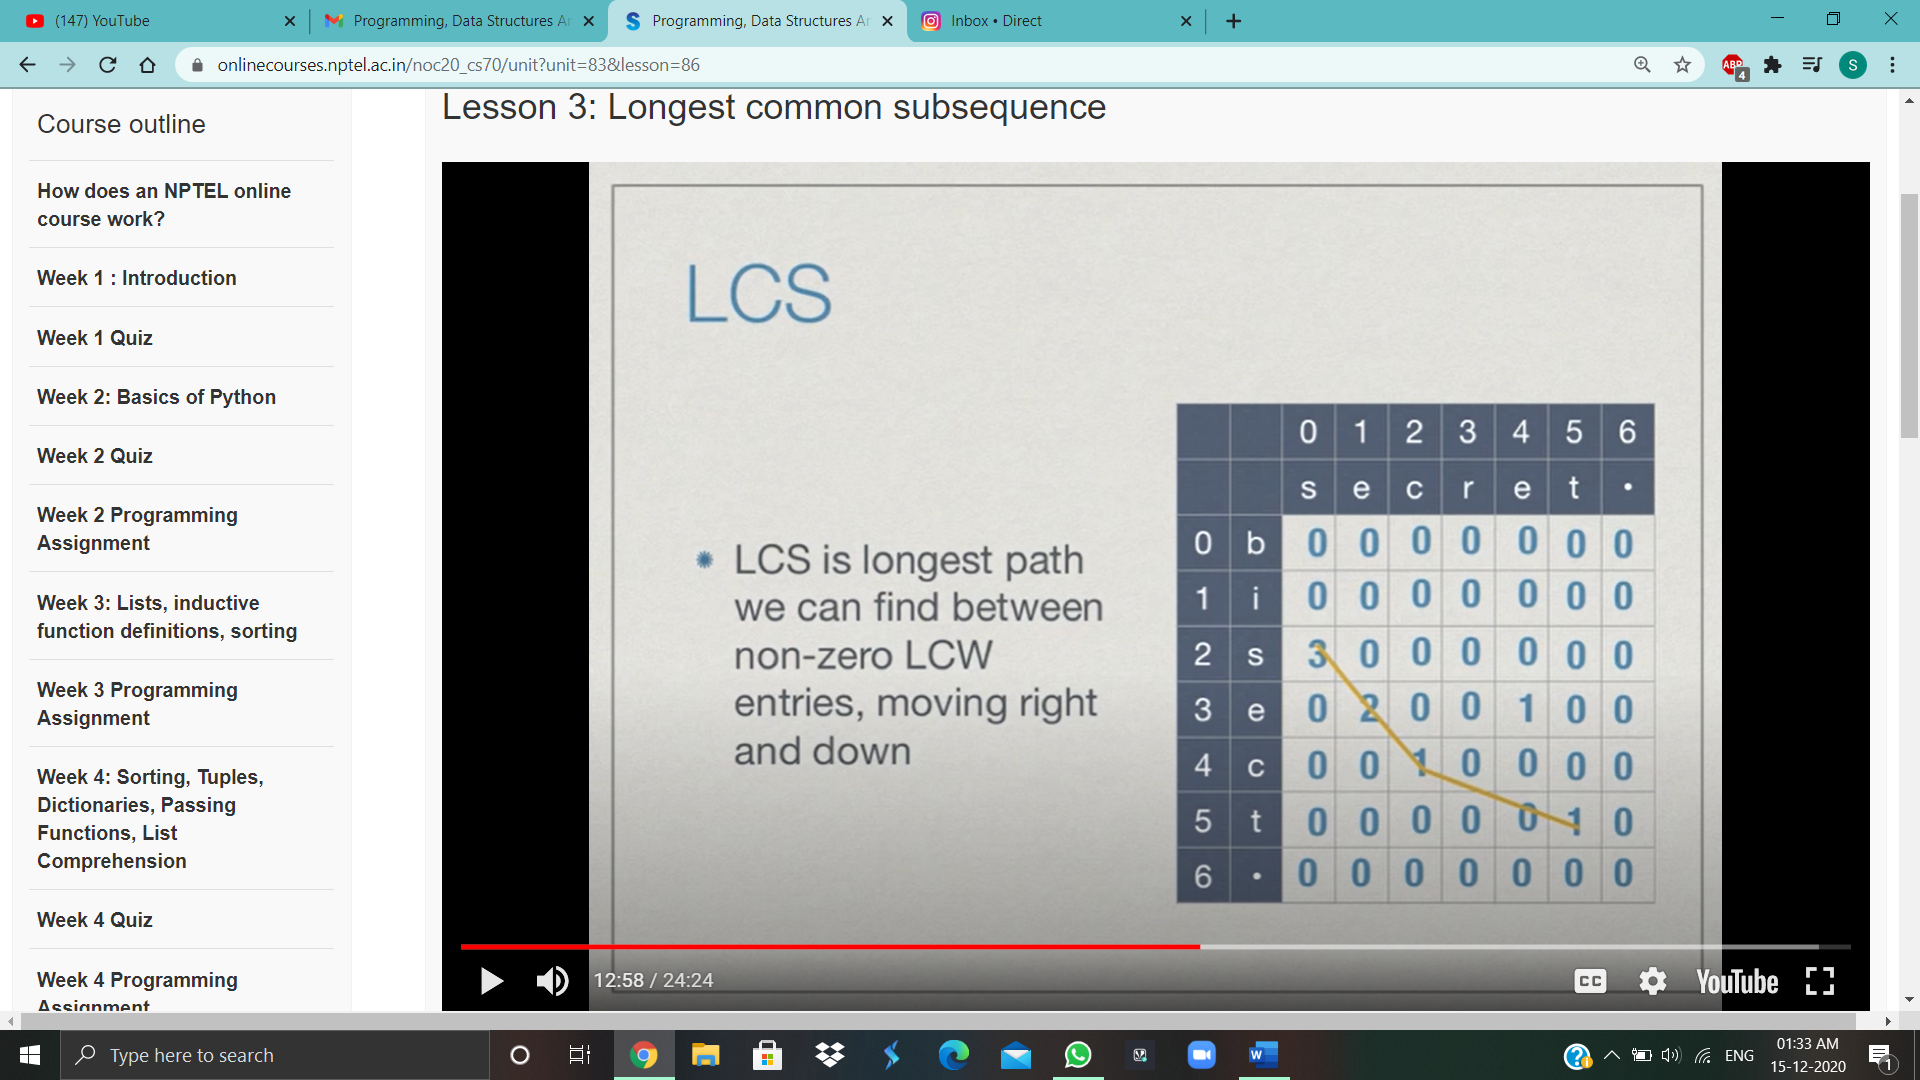 (147) YouTube
Programming, Data Structures Ar
Programming, Data Structures Ar
Inbox • Direct
onlinecourses.nptel.ac.in/noc20_cs70/unit?unit=83&lesson=86
ABP
4
S
Course outline
How does an NPTEL online
course work?
Week 1 : Introduction
Week 1 Quiz
Week 2: Basics of Python
Week 2 Quiz
Week 2 Programming
Assignment
Week 3: Lists, inductive
function definitions, sorting
Week 3 Programming
Assignment
Week 4: Sorting, Tuples,
Dictionaries, Passing
Functions, List
Comprehension
Week 4 Quiz
Week 4 Programming
Assignment
Lesson 3: Longest common subsequence
LCS
LCS is longest path
we can find between
non-zero LCW
entries, moving right
and down
0 1 2 3 4 5 6
s e c r e t •
0 b 0 0 0 0 0 0 0
1 i 0 0 0 0 0 0 0
2 s 3 0 0 0 0 0 0
3 e 0 2 0 0 1 0 0
4 c 0 0 1 0 0 0 0
5 t 0 0 0 0 0 1 0
6 • 0 0 0 0 0 0 0
12:58 / 24:24
CC
YouTube
Type here to search
W
ENG
01:33 AM
15-12-2020
1